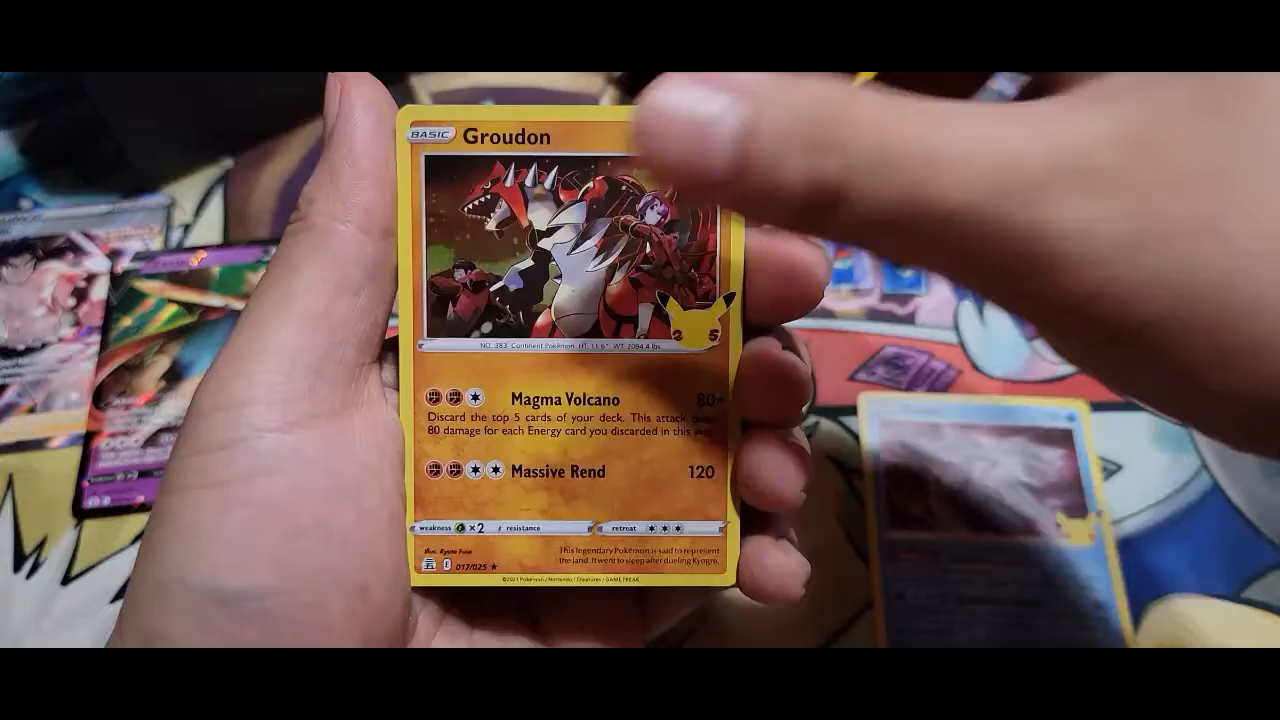 BASIC Groudon
2 5
NO. 383 Continent Pokémon HT: 11'6" WT: 2094.4 lbs
Magma Volcano 80×
Discard the top 5 cards of your deck. This attack
80 damage for each Energy card you discarded in this
Massive Rend 120
weakness ×2 resistance retreat
Illus. Ryuta Fuse
This legendary Pokémon is said to represent
the land. It went to sleep after dueling Kyogre.
E 017/025 ★
©2021 Pokémon / Nintendo / Creatures / GAME FREAK